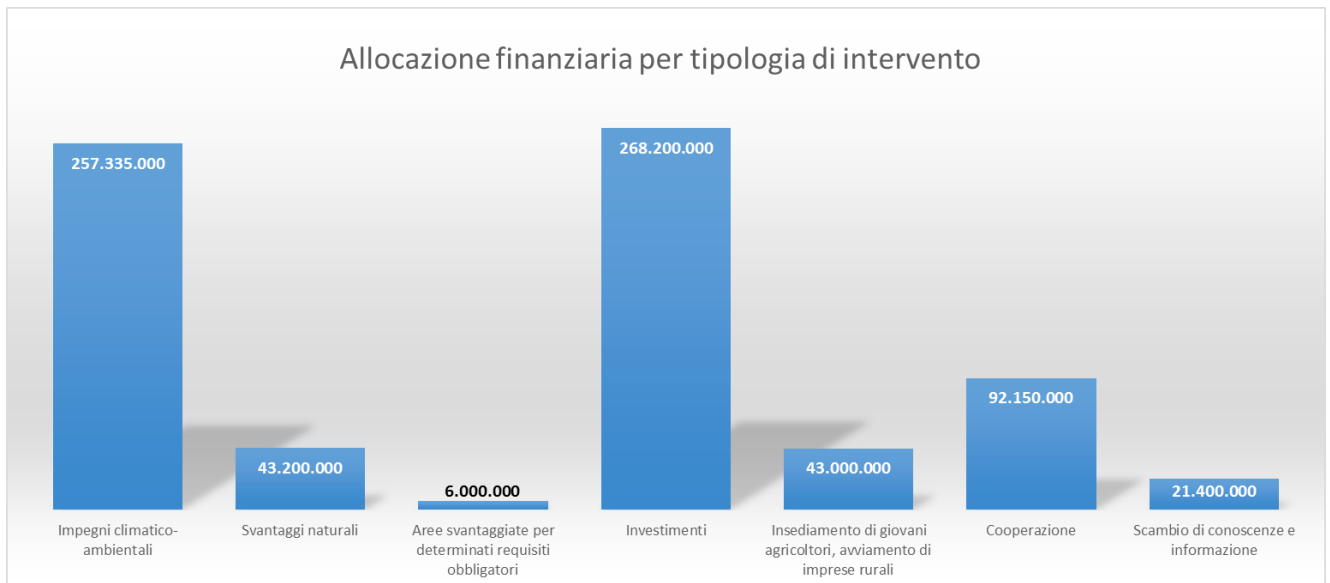 Allocazione finanziaria per tipologia di intervento
257.335.000
43.200.000
6.000.000
268.200.000
43.000.000
92.150.000
21.400.000
Impegni climatico-
ambientali
Svantaggi naturali
Aree svantaggiate per
determinati requisiti
obbligatori
Investimenti
Insediamento di giovani
agricoltori, avviamento di
imprese rurali
Cooperazione
Scambio di conoscenze e
informazione